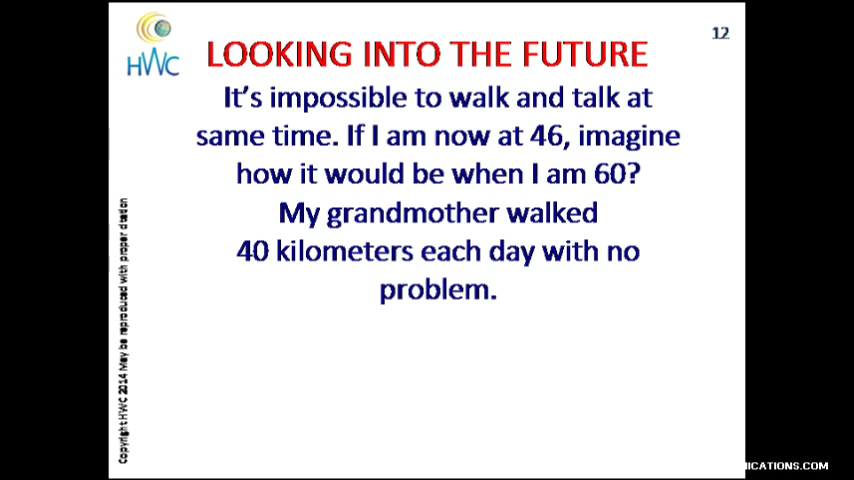 HWC
12
LOOKING INTO THE FUTURE
It's impossible to walk and talk at
same time. If I am now at 46, imagine
how it would be when I am 60?
My grandmother walked
40 kilometers each day with no
problem.
Copyright HWC 2014 May be reproduced with proper citation
ICATIONS.COM